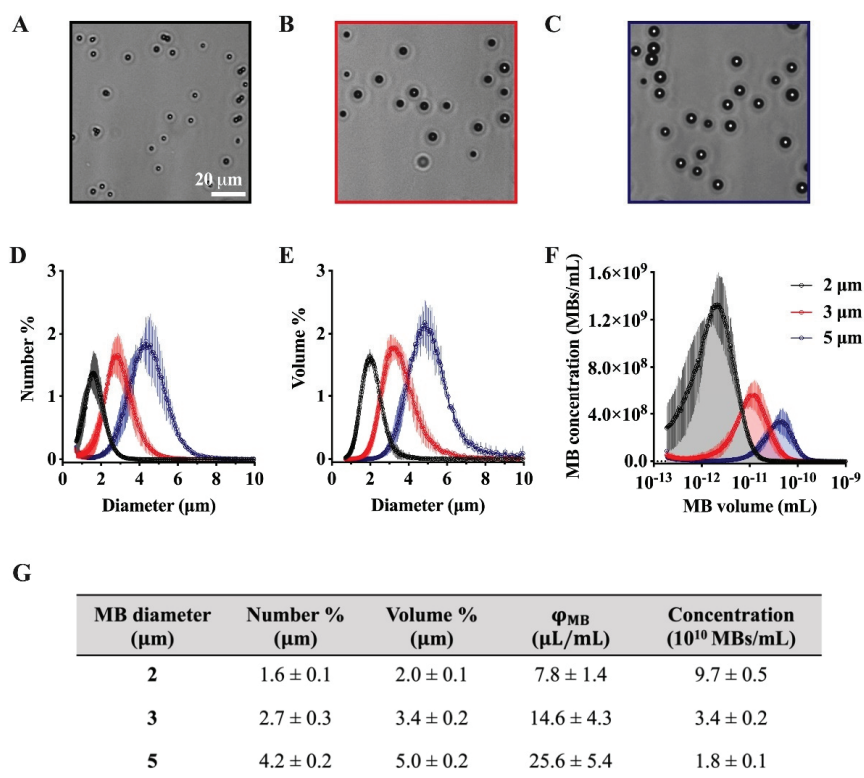 A
B
C
20 μm
D
E
F
3
2
1
0
Number %
0
2
4
6
8
10
Diameter (μm)
3
2
1
0
Volume %
0
2
4
6
8
10
Diameter (μm)
1.6×10⁹
1.2×10⁹
8.0×10⁸
4.0×10⁸
0.0
MB concentration (MBs/mL)
10⁻¹³
10⁻¹²
10⁻¹¹
10⁻¹⁰
10⁻⁹
MB volume (mL)
2 μm
3 μm
5 μm
G
MB diameter Number % Volume % φMB Concentration
(μm) (μm) (μm) (μL/mL) (10¹⁰ MBs/mL)
2 1.6 ± 0.1 2.0 ± 0.1 7.8 ± 1.4 9.7 ± 0.5
3 2.7 ± 0.3 3.4 ± 0.2 14.6 ± 4.3 3.4 ± 0.2
5 4.2 ± 0.2 5.0 ± 0.2 25.6 ± 5.4 1.8 ± 0.1